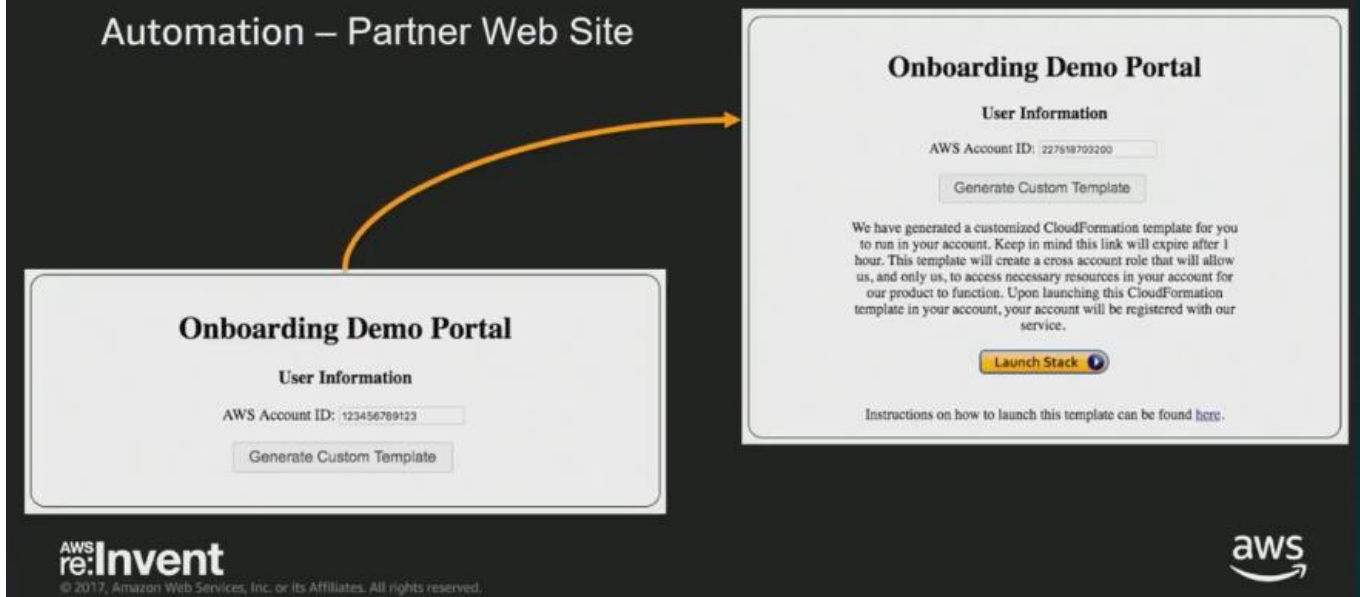 Automation – Partner Web Site
Onboarding Demo Portal
User Information
AWS Account ID: 123456789123
Generate Custom Template
Onboarding Demo Portal
User Information
AWS Account ID: 227518703200
Generate Custom Template
We have generated a customized CloudFormation template for you
to run in your account. Keep in mind this link will expire after 1
hour. This template will create a cross account role that will allow
us, and only us, to access necessary resources in your account for
our product to function. Upon launching this CloudFormation
template in your account, your account will be registered with our
service.
Launch Stack
Instructions on how to launch this template can be found here.
AWS
re:Invent
© 2017, Amazon Web Services, Inc. or its Affiliates. All rights reserved.
aws